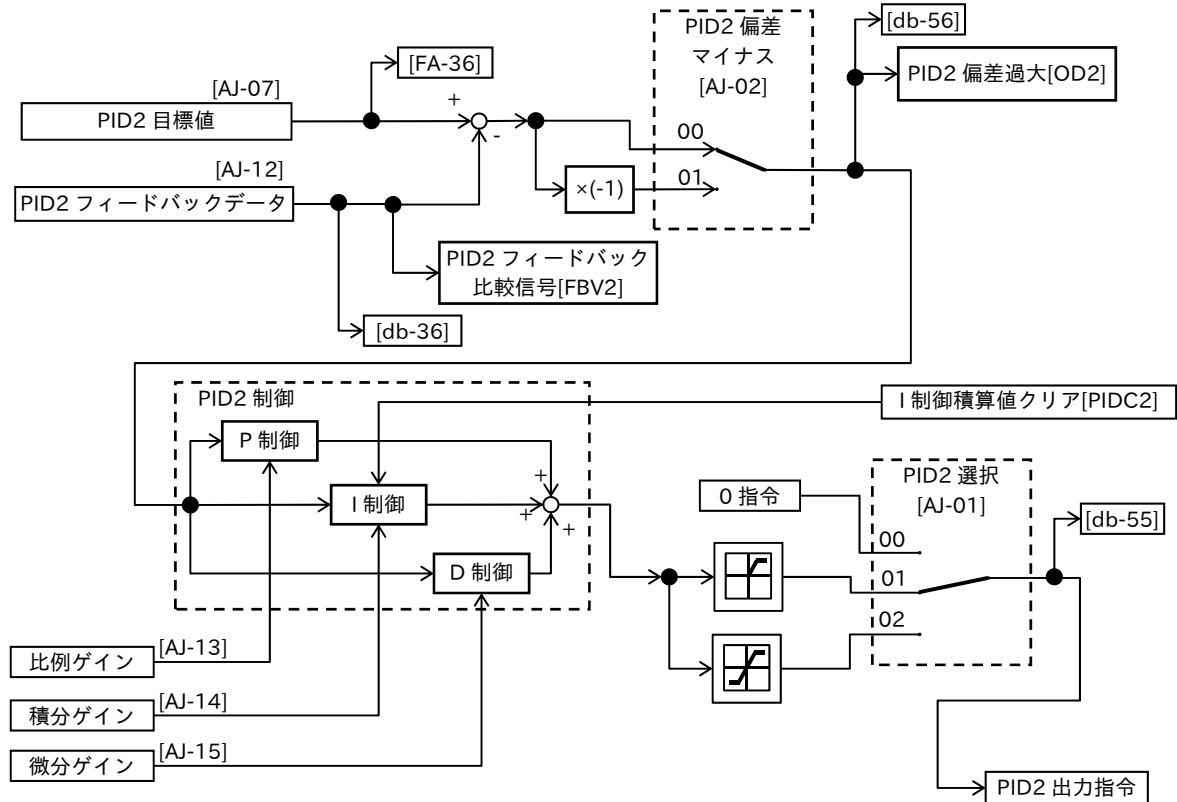 [db-56]
PID2 偏差
マイナス
[AJ-02]
[FA-36]
PID2 偏差過大[OD2]
[AJ-07]
PID2 目標値
+
-
00
[AJ-12]
PID2 フィードバックデータ
×(-1)
01
PID2 フィードバック
比較信号[FBV2]
[db-36]
PID2 制御
I 制御積算値クリア[PIDC2]
P 制御
+
I 制御
+
+
D 制御
0 指令
PID2 選択
[AJ-01]
[db-55]
00
01
02
比例ゲイン
[AJ-13]
積分ゲイン
[AJ-14]
微分ゲイン
[AJ-15]
PID2 出力指令